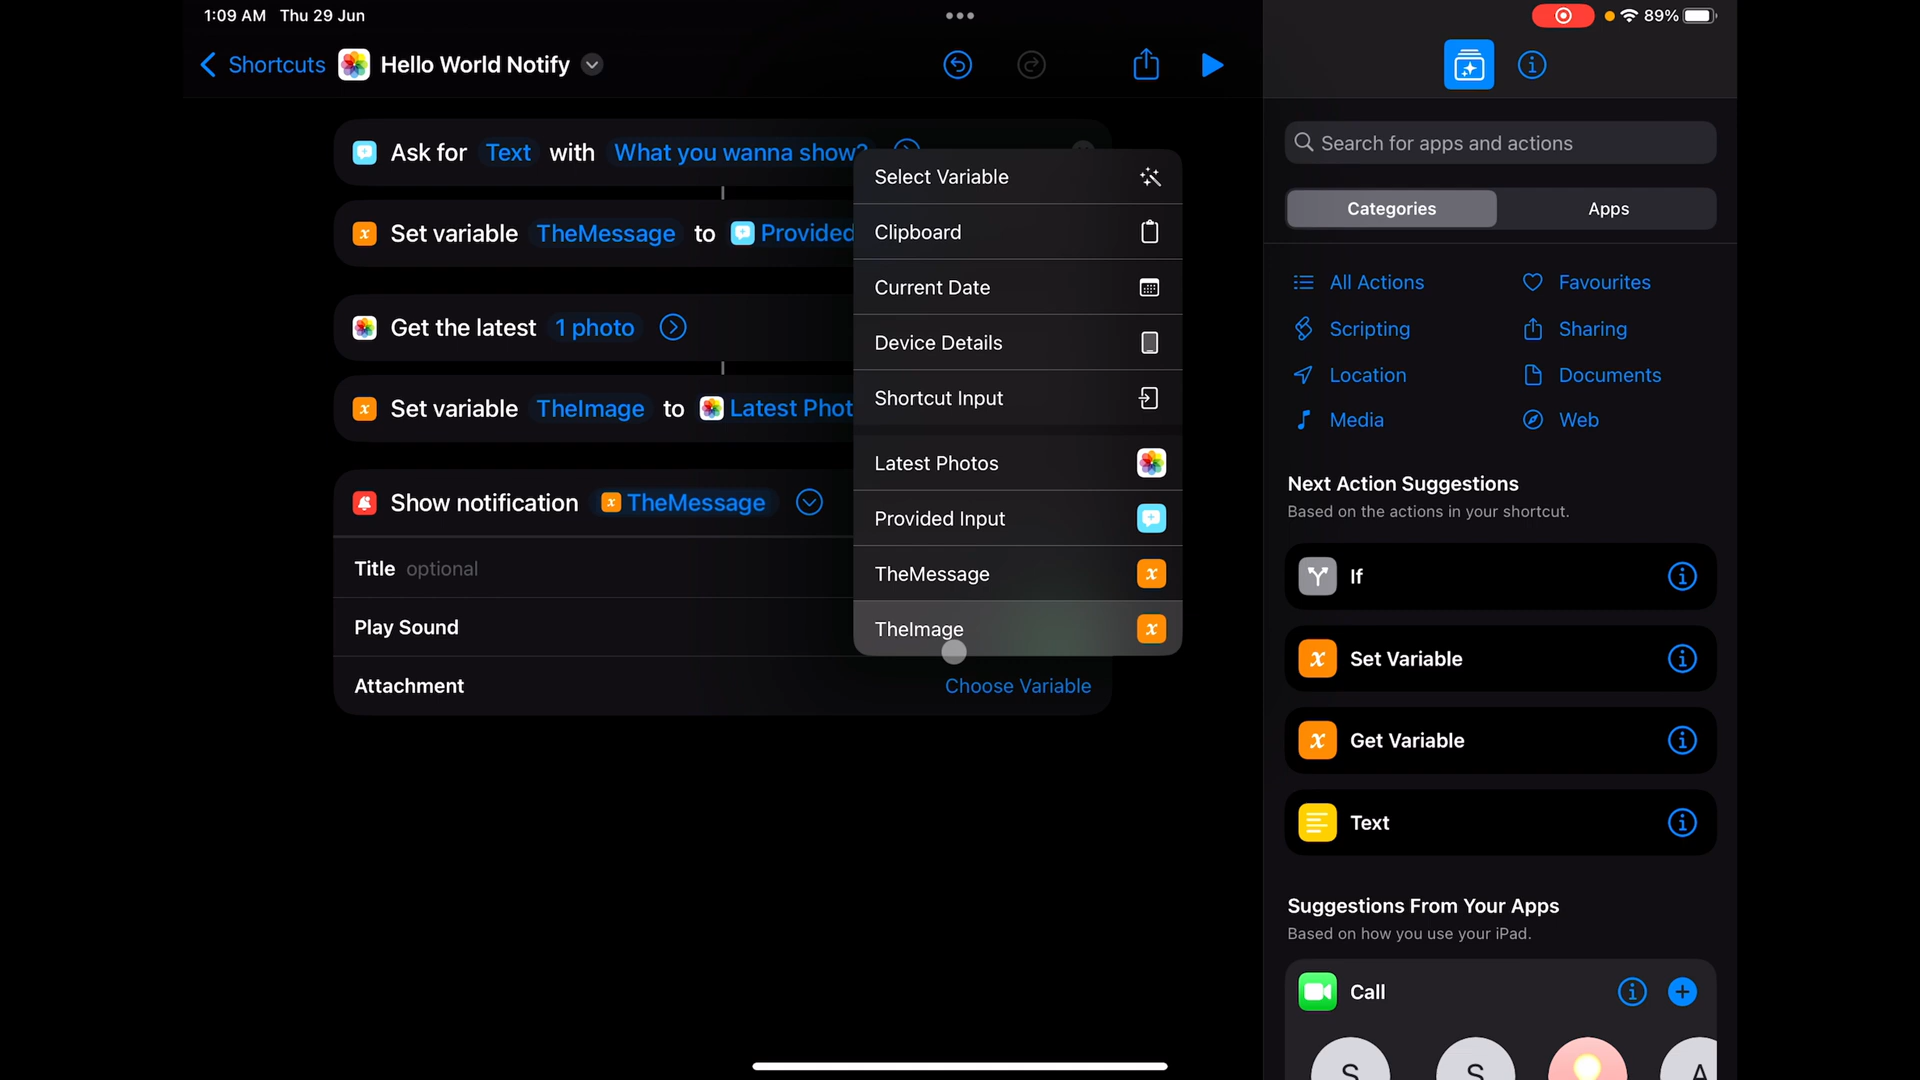 1:09 AM Thu 29 Jun
89%
Shortcuts Hello World Notify
Ask for Text with What you wanna show?
Set variable TheMessage to Provided
Get the latest 1 photo
Set variable TheImage to Latest Phot
Show notification TheMessage
Title optional
Play Sound
Attachment Choose Variable
Select Variable
Clipboard
Current Date
Device Details
Shortcut Input
Latest Photos
Provided Input
TheMessage
TheImage
Search for apps and actions
Categories Apps
All Actions Favourites
Scripting Sharing
Location Documents
Media Web
Next Action Suggestions
Based on the actions in your shortcut.
If
Set Variable
Get Variable
Text
Suggestions From Your Apps
Based on how you use your iPad.
Call
S S A